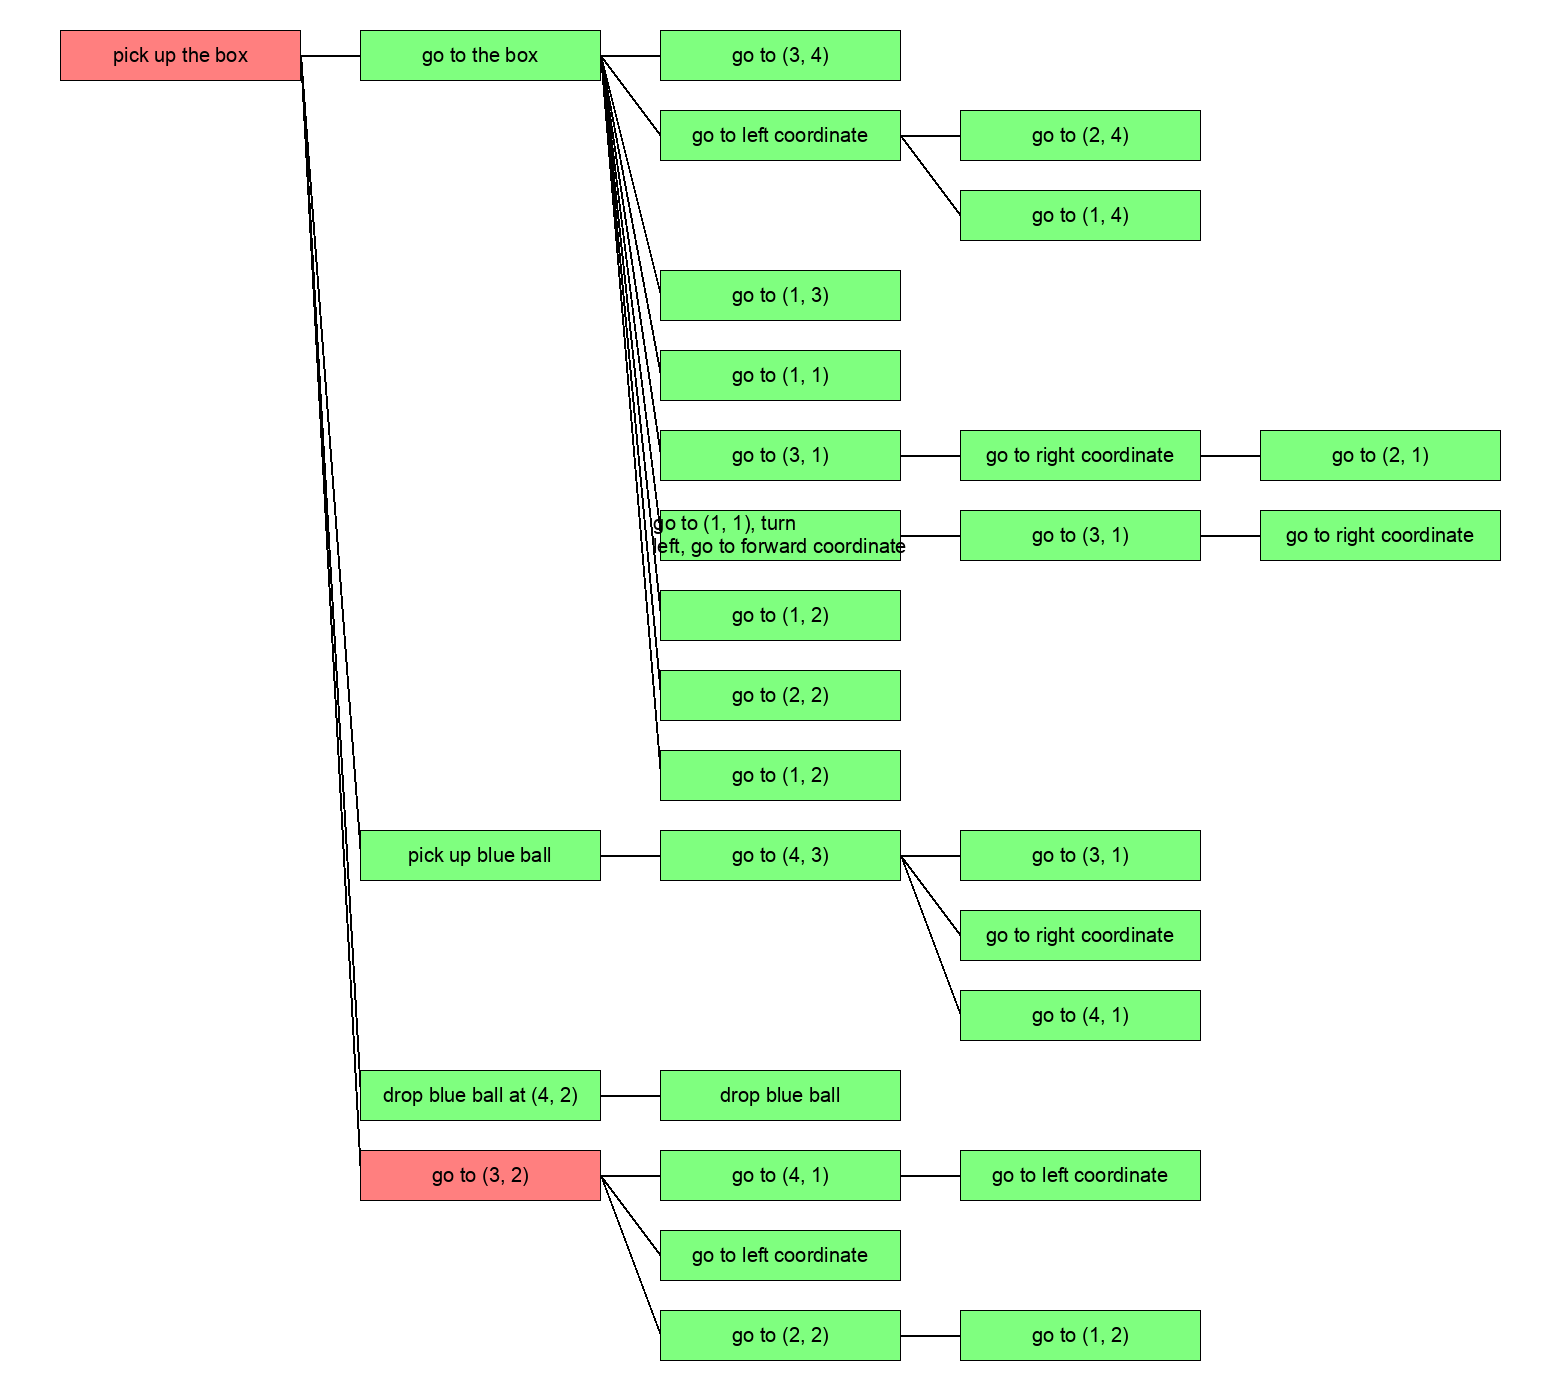 pick up the box
go to the box
go to (3, 4)
go to left coordinate
go to (2, 4)
go to (1, 4)
go to (1, 3)
go to (1, 1)
go to (3, 1)
go to right coordinate
go to (2, 1)
go to (1, 1), turn
left, go to forward coordinate
go to (3, 1)
go to right coordinate
go to (1, 2)
go to (2, 2)
go to (1, 2)
pick up blue ball
go to (4, 3)
go to (3, 1)
go to right coordinate
go to (4, 1)
drop blue ball at (4, 2)
drop blue ball
go to (3, 2)
go to (4, 1)
go to left coordinate
go to left coordinate
go to (2, 2)
go to (1, 2)